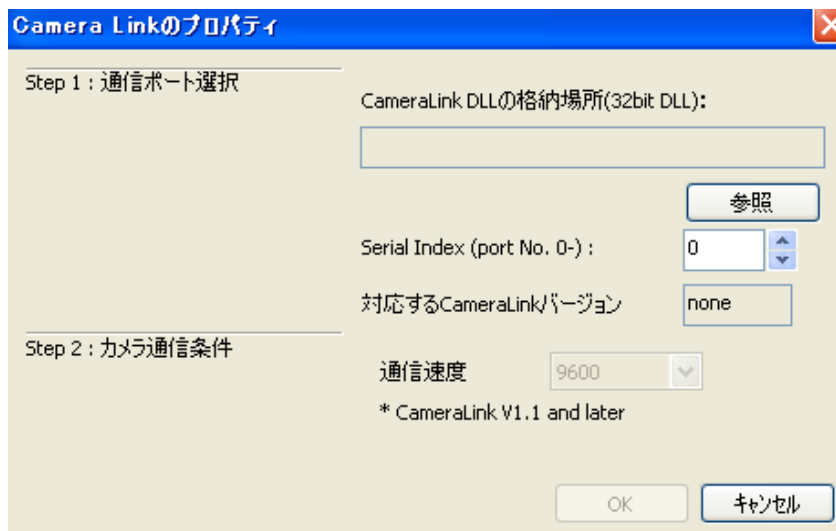 Camera Linkのプロパティ
Step 1 : 通信ポート選択
CameraLink DLLの格納場所(32bit DLL):
参照
Serial Index (port No. 0-) :
0
対応するCameraLinkバージョン
none
Step 2 : カメラ通信条件
通信速度
9600
* CameraLink V1.1 and later
OK
キャンセル